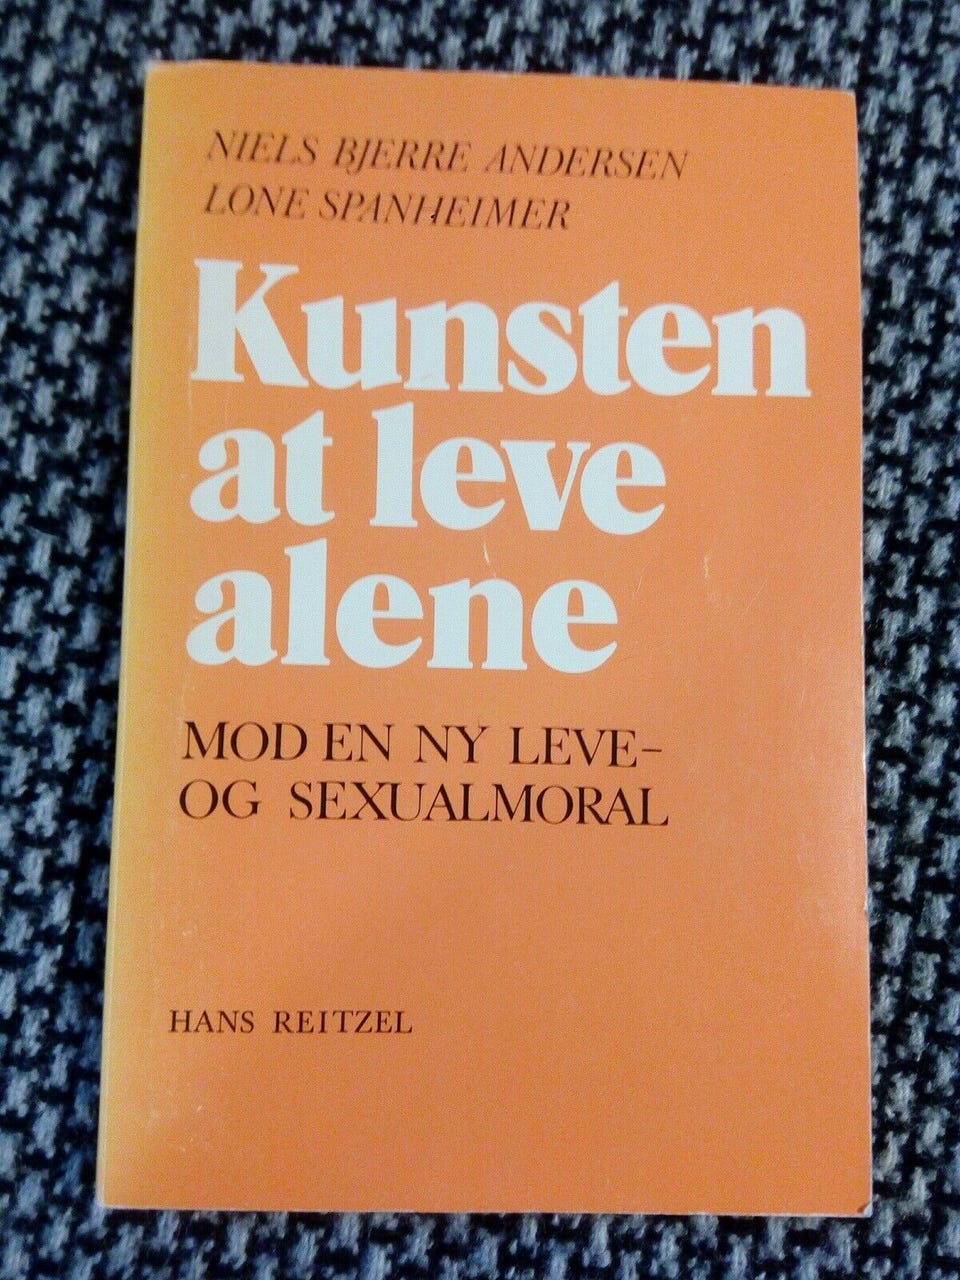 NIELS BJERRE ANDERSEN
LONE SPANHEIMER
Kunsten
at leve
alene
MOD EN NY LEVE-
OG SEXUALMORAL
HANS REITZEL